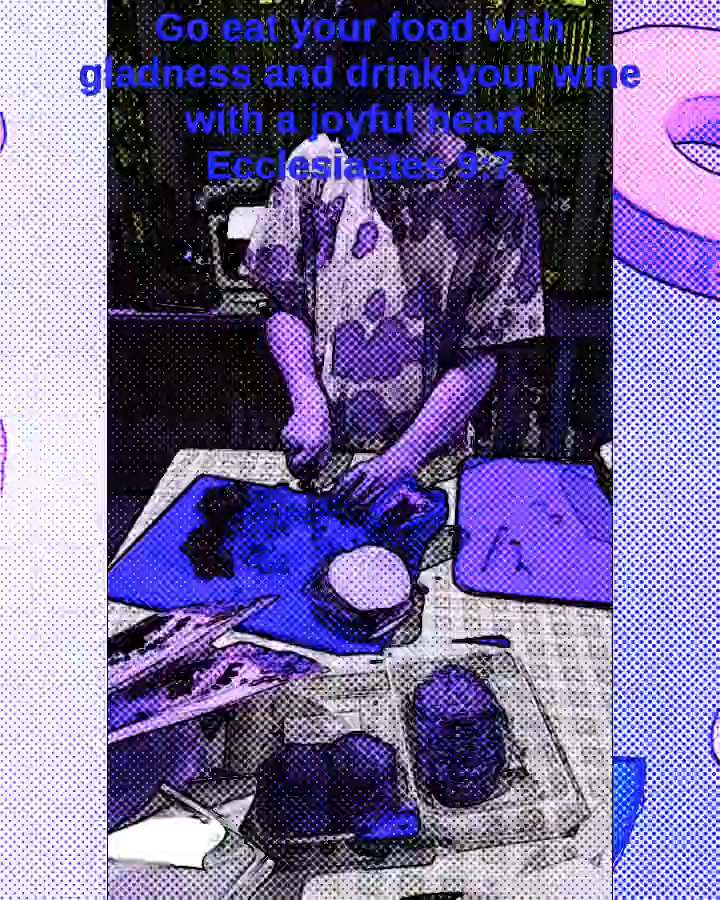 Go eat your food with
gladness and drink your wine
with a joyful heart.
Ecclesiastes 9:7